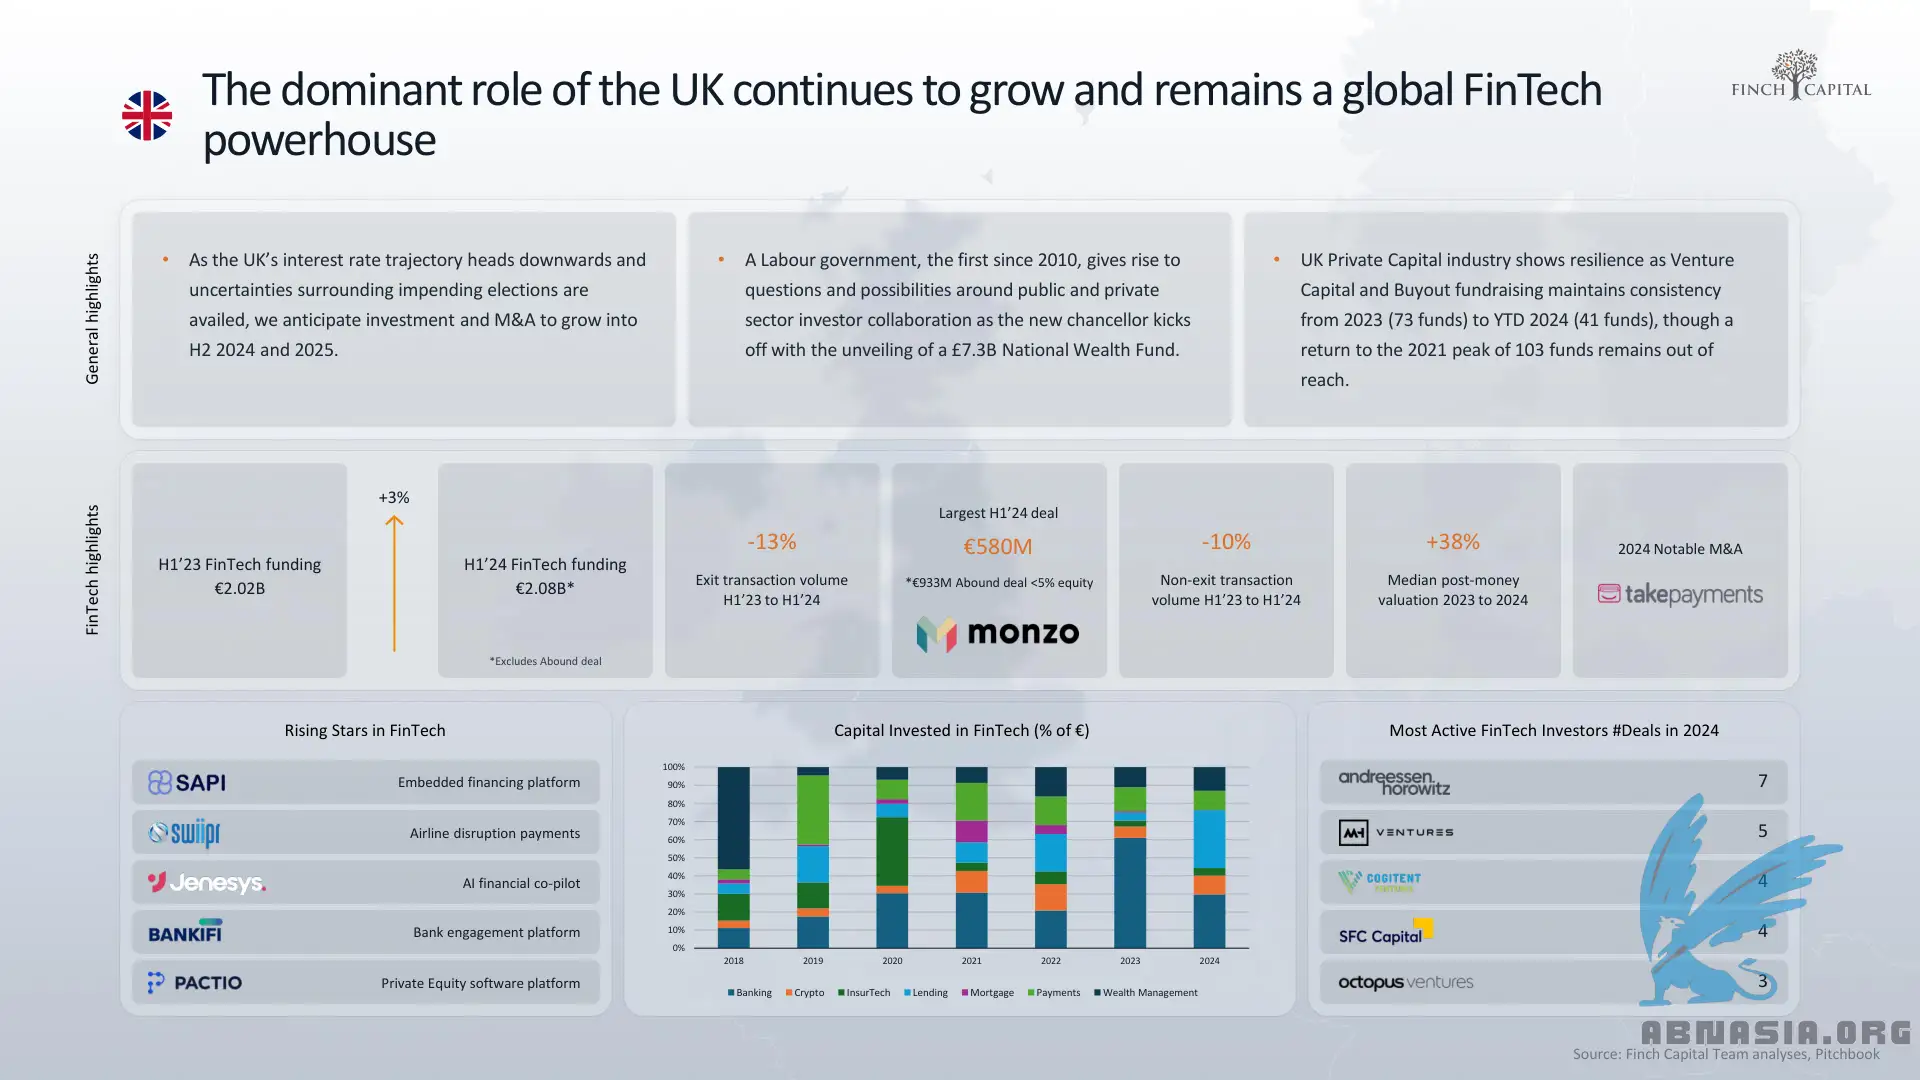 The dominant role of the UK continues to grow and remains a global FinTech
powerhouse
FINCH CAPITAL
General highlights
• As the UK’s interest rate trajectory heads downwards and
uncertainties surrounding impending elections are
availed, we anticipate investment and M&A to grow into
H2 2024 and 2025.
• A Labour government, the first since 2010, gives rise to
questions and possibilities around public and private
sector investor collaboration as the new chancellor kicks
off with the unveiling of a £7.3B National Wealth Fund.
• UK Private Capital industry shows resilience as Venture
Capital and Buyout fundraising maintains consistency
from 2023 (73 funds) to YTD 2024 (41 funds), though a
return to the 2021 peak of 103 funds remains out of
reach.
FinTech highlights
H1’23 FinTech funding
€2.02B
+3%
H1’24 FinTech funding
€2.08B*
*Excludes Abound deal
-13%
Exit transaction volume
H1’23 to H1’24
Largest H1’24 deal
€580M
*€933M Abound deal <5% equity
monzo
-10%
Non-exit transaction
volume H1’23 to H1’24
+38%
Median post-money
valuation 2023 to 2024
2024 Notable M&A
takepayments
Rising Stars in FinTech
SAPI Embedded financing platform
swiipr Airline disruption payments
Jenesys. AI financial co-pilot
BANKIFI Bank engagement platform
PACTIO Private Equity software platform
Capital Invested in FinTech (% of €)
100%
90%
80%
70%
60%
50%
40%
30%
20%
10%
0%
2018 2019 2020 2021 2022 2023 2024
Banking Crypto InsurTech Lending Mortgage Payments Wealth Management
Most Active FinTech Investors #Deals in 2024
andreessen.
horowitz 7
MH VENTURES 5
COGITENT
4
SFC Capital 4
octopus ventures 3
ABNASIA.ORG
Source: Finch Capital Team analyses, Pitchbook